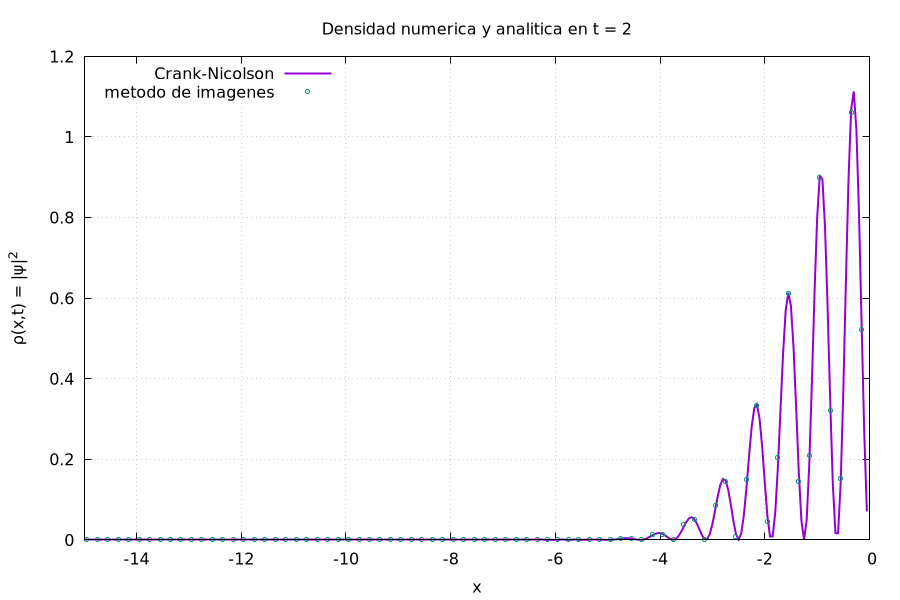 Densidad numerica y analitica en t = 2
Crank-Nicolson
metodo de imagenes
1.2
1
0.8
0.6
0.4
0.2
0
ρ(x,t) = |ψ|²
-14 -12 -10 -8 -6 -4 -2 0
x